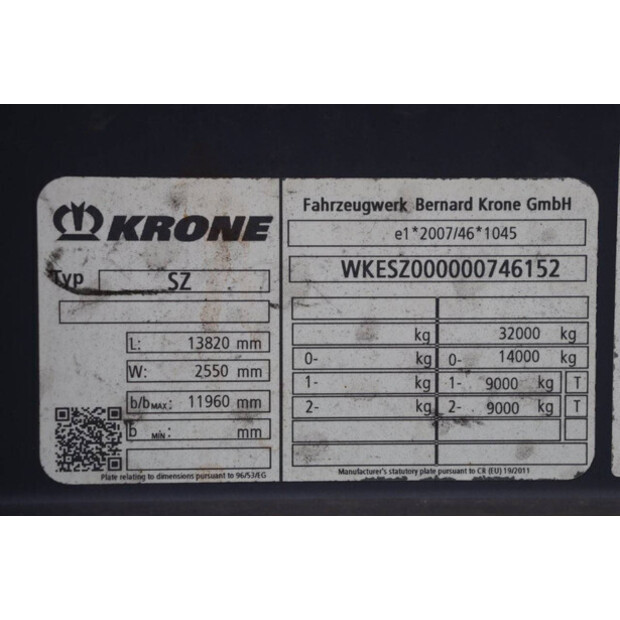 KRONE
Typ SZ
L: 13820 mm
W: 2550 mm
b/b MAX: 11960 mm
b MIN: mm
Plate relating to dimensions pursuant to 96/53/EG
Fahrzeugwerk Bernard Krone GmbH
e1*2007/46*1045
WKESZ000000746152
kg 32000 kg
0- kg 0- 14000 kg
1- kg 1- 9000 kg T
2- kg 2- 9000 kg T
Manufacturer's statutory plate pursuant to CR (EU) 19/2011